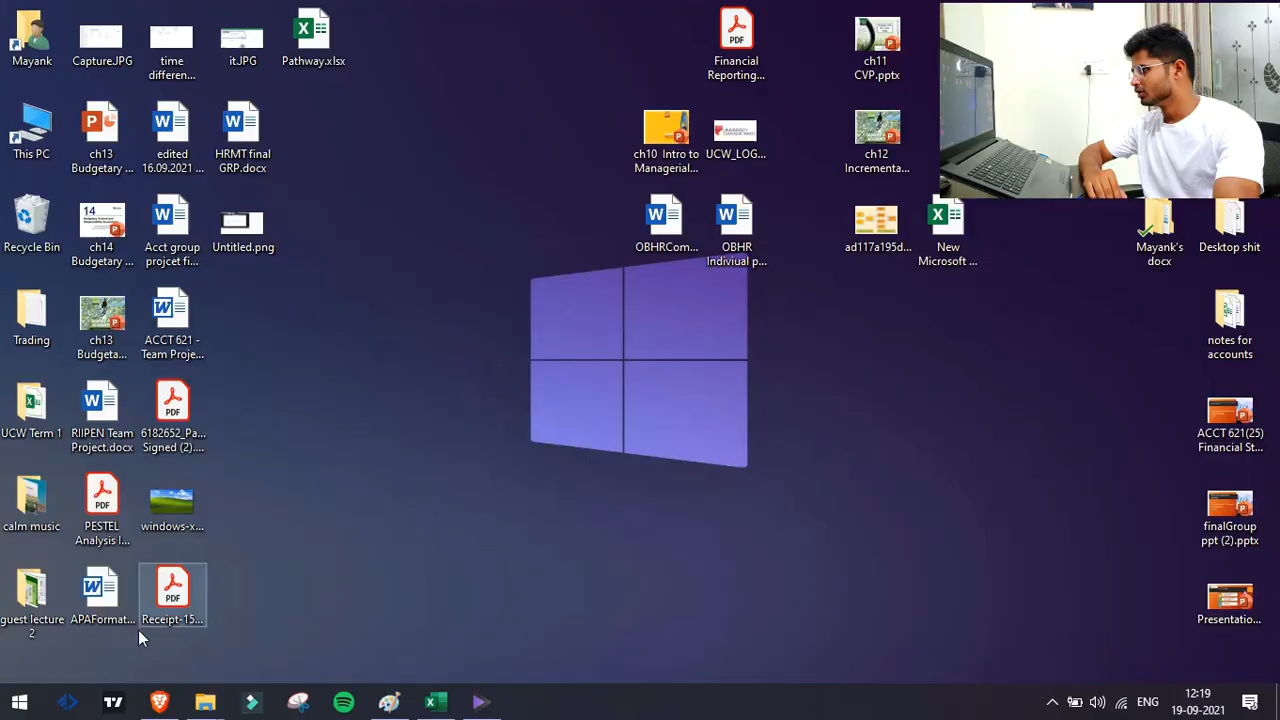 Mayank
Capture.JPG
time
differen...
it.JPG
Pathway.xlsx
PDF
Financial
Reporting...
ch11
CVP.pptx
This PC
ch13
Budgetary ...
edited
16.09.2021 ...
HRMT final
GRP.docx
ch10 Intro to
Managerial...
UCW_LOG...
ch12
Incrementa...
Recycle Bin
14
ch14
Budgetary ...
Acct group
projcet fi...
Untitled.png
OBHRCom...
OBHR
Indiviual p...
ad117a195d...
New
Microsoft ...
Mayank's
docx
Desktop shit
Trading
ch13
Budgeta...
ACCT 621 -
Team Proje...
notes for
accounts
UCW Term 1
RIIPEN Team
Project.docx
PDF
6182652_Pa...
Signed (2)....
ACCT 621(25)
Financial St...
calm music
PDF
PESTEL
Analysis I...
windows-x...
finalGroup
ppt (2).pptx
guest lecture
2
APAFormat...
PDF
Receipt-15...
Presentatio...
ENG
12:19
19-09-2021